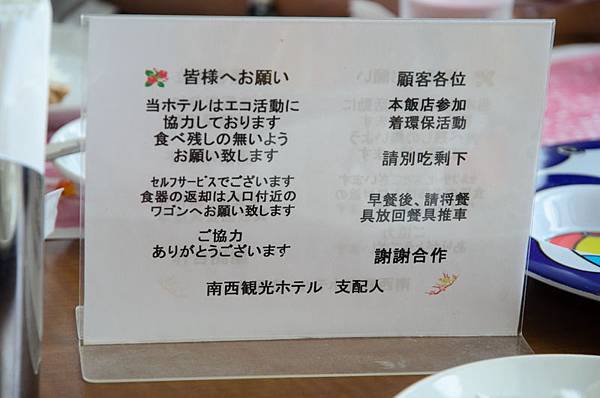 皆様へお願い
当ホテルはエコ活動に
協力しております
食べ残しの無いよう
お願い致します
セルフサービスでございます
食器の返却は入口付近の
ワゴンへお願い致します
ご協力
ありがとうございます
顧客各位
本飯店参加
着環保活動
請別吃剰下
早餐後、請将餐
具放回餐具推車
謝謝合作
南西観光ホテル 支配人